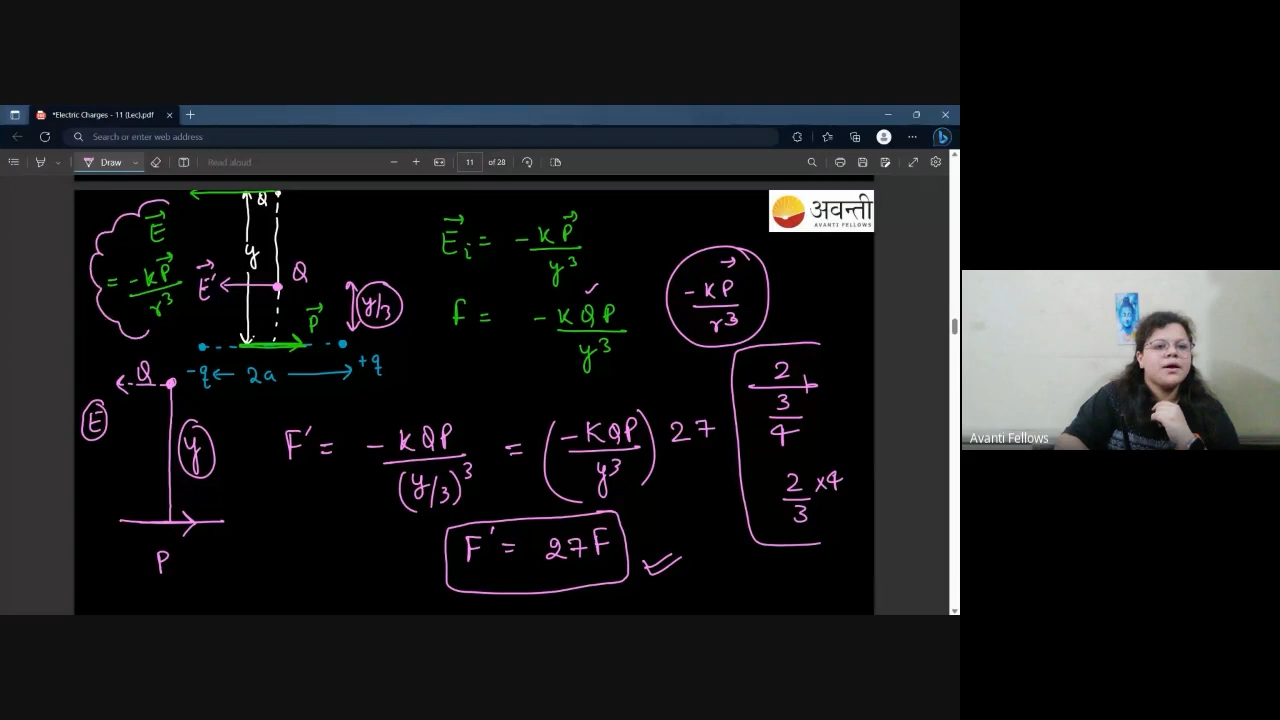 *Electric Charges - 11 (Lec).pdf
Search or enter web address
Draw
Read aloud
11 of 28
अवन्ती
AVANTI FELLOWS
Q
E⃗
= -KP⃗ / r³
y
E⃗'
Q
y/3
P⃗
-q ← 2a → +q
E⃗i = -KP⃗ / y³
F = -KQP / y³
-KP⃗ / r³
Q
E
y
P
F' = -KQP / (y/3)³ = (-KQP / y³) 27
F' = 27F
2
3
4
2/3 ×4
Avanti Fellows